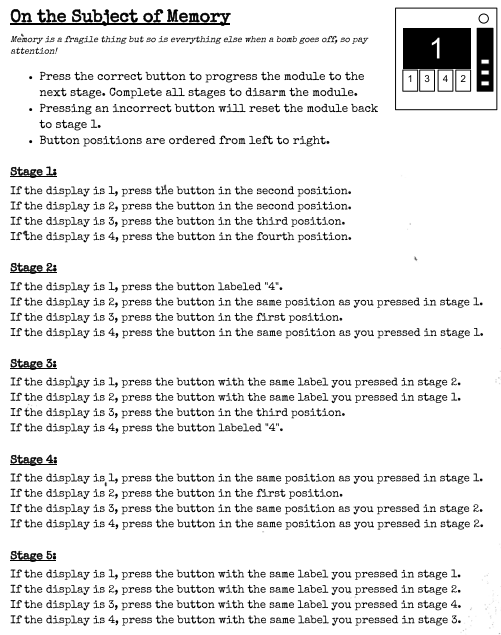 On the Subject of Memory
Memory is a fragile thing but so is everything else when a bomb goes off, so pay
attention!
1
1 3 4 2
• Press the correct button to progress the module to the
next stage. Complete all stages to disarm the module.
• Pressing an incorrect button will reset the module back
to stage 1.
• Button positions are ordered from left to right.
Stage 1:
If the display is 1, press the button in the second position.
If the display is 2, press the button in the second position.
If the display is 3, press the button in the third position.
If the display is 4, press the button in the fourth position.
Stage 2:
If the display is 1, press the button labeled "4".
If the display is 2, press the button in the same position as you pressed in stage 1.
If the display is 3, press the button in the first position.
If the display is 4, press the button in the same position as you pressed in stage 1.
Stage 3:
If the display is 1, press the button with the same label you pressed in stage 2.
If the display is 2, press the button with the same label you pressed in stage 1.
If the display is 3, press the button in the third position.
If the display is 4, press the button labeled "4".
Stage 4:
If the display is 1, press the button in the same position as you pressed in stage 1.
If the display is 2, press the button in the first position.
If the display is 3, press the button in the same position as you pressed in stage 2.
If the display is 4, press the button in the same position as you pressed in stage 2.
Stage 5:
If the display is 1, press the button with the same label you pressed in stage 1.
If the display is 2, press the button with the same label you pressed in stage 2.
If the display is 3, press the button with the same label you pressed in stage 4.
If the display is 4, press the button with the same label you pressed in stage 3.